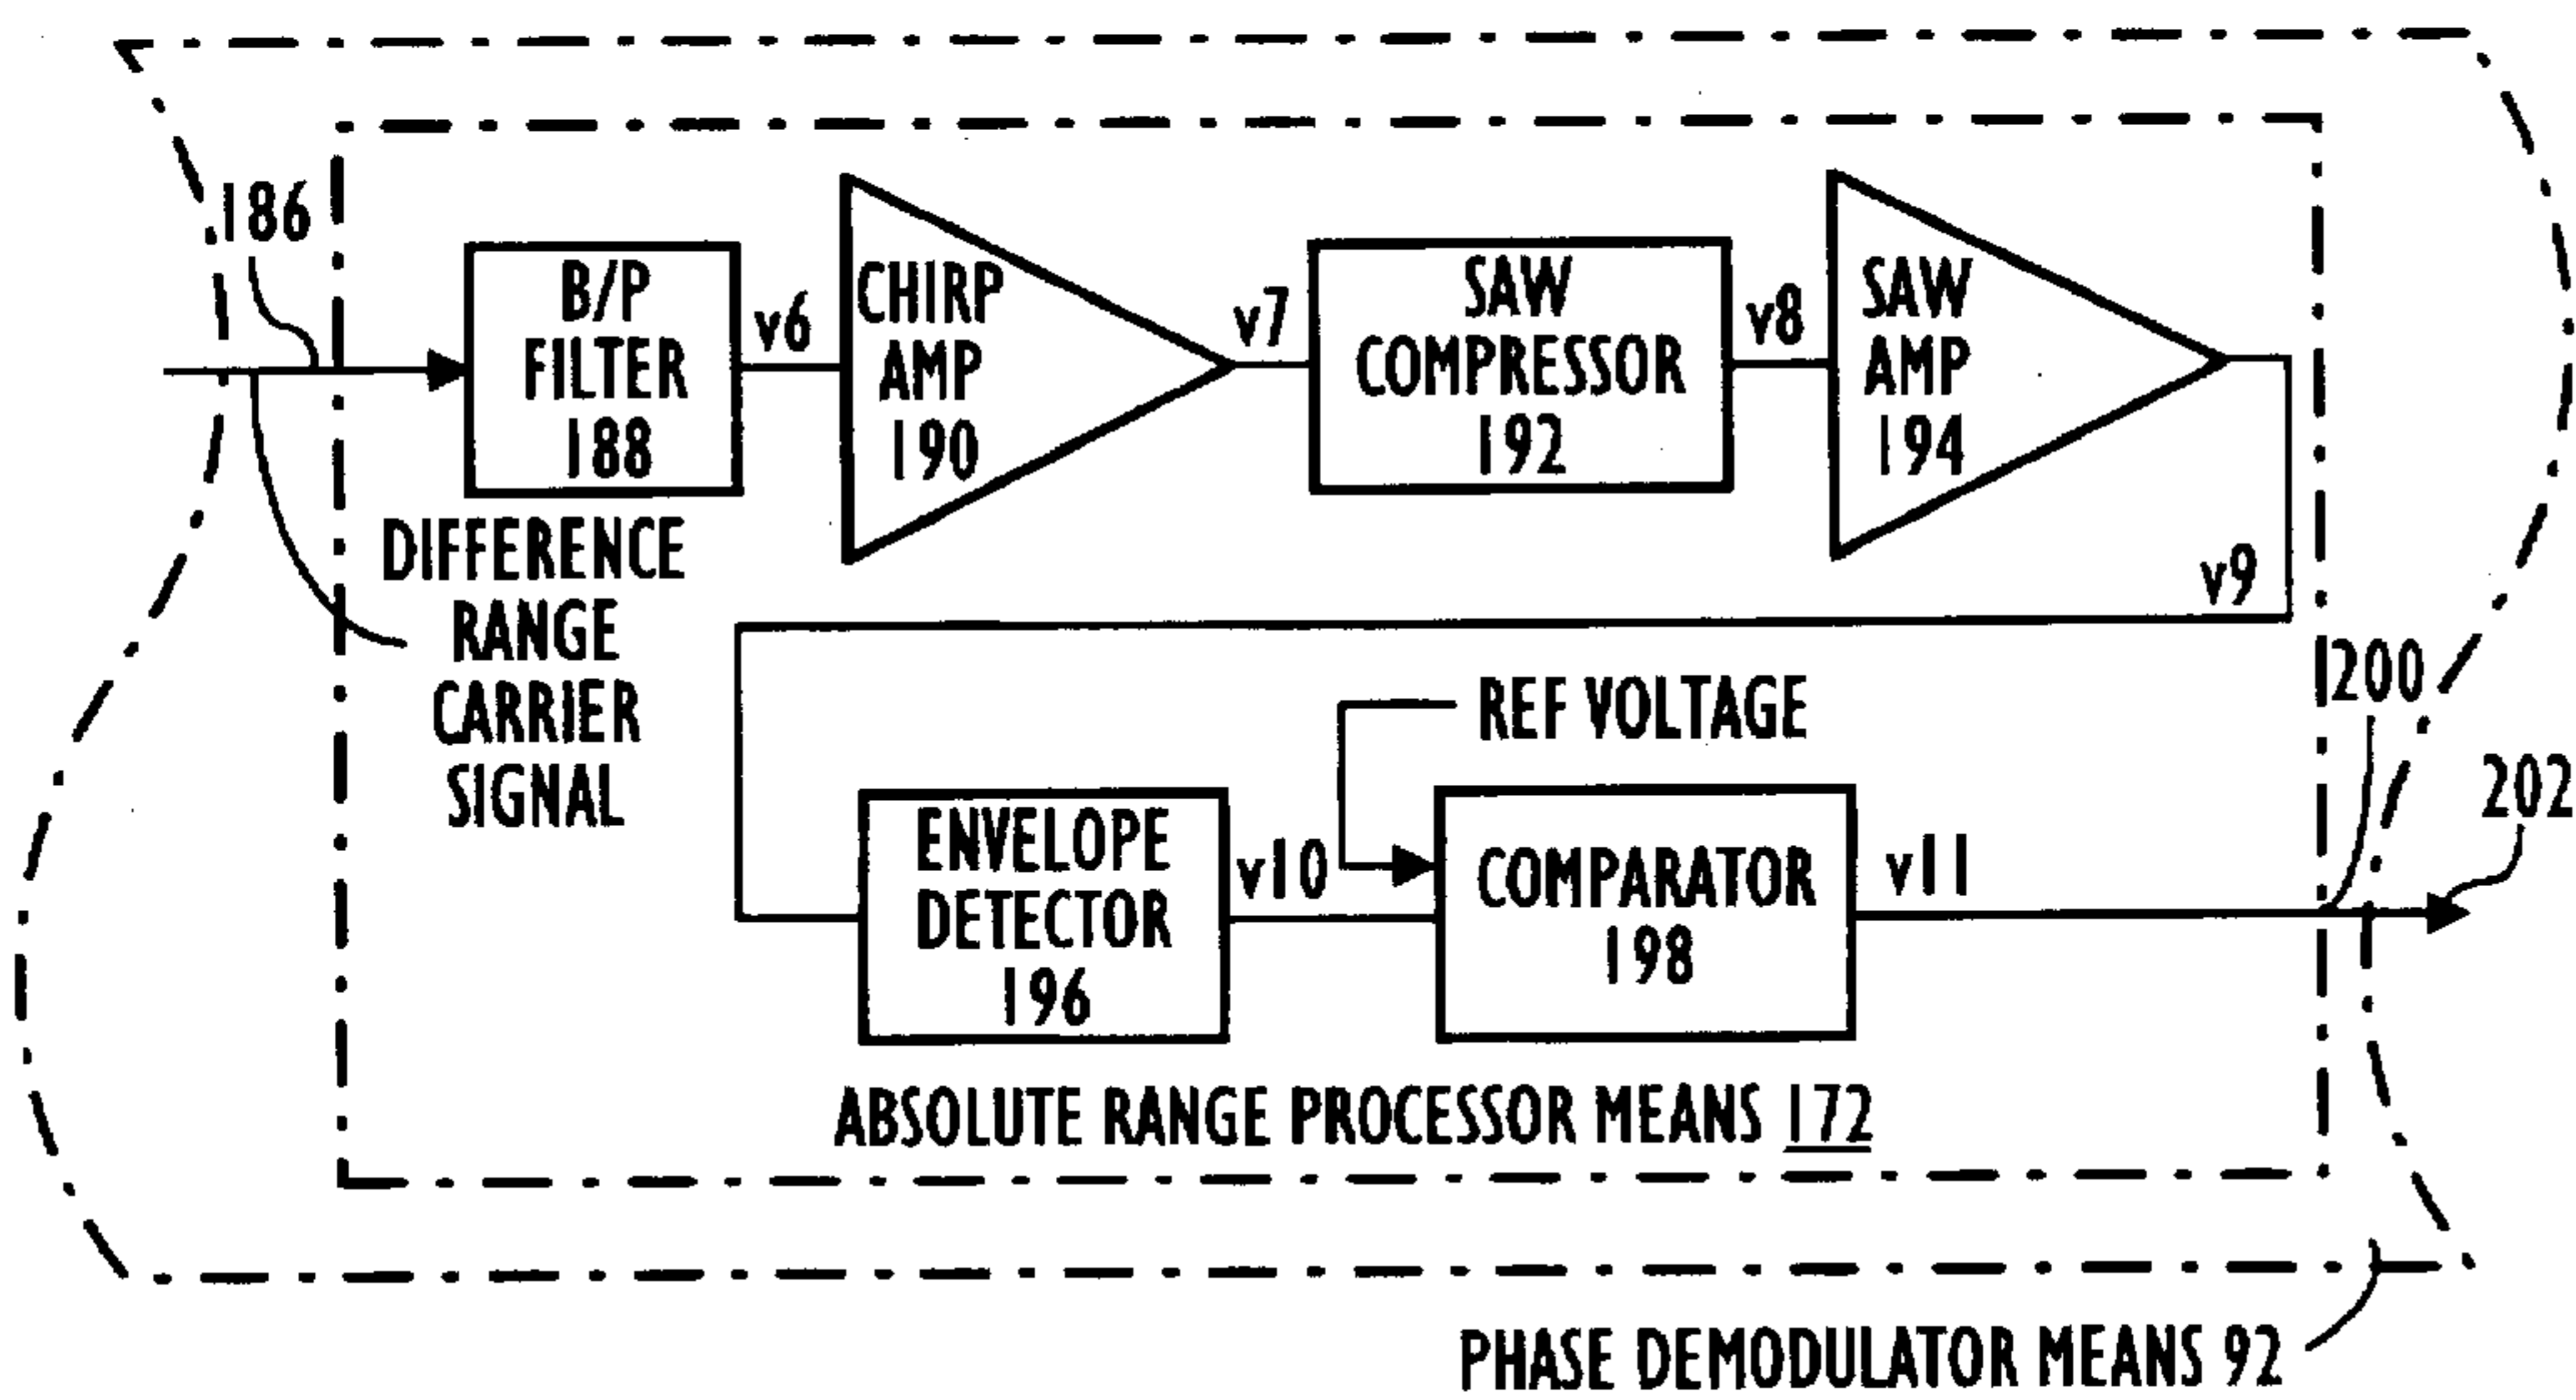 186
B/P
FILTER
188
v6
CHIRP
AMP
190
v7
SAW
COMPRESSOR
192
v8
SAW
AMP
194
v9
DIFFERENCE
RANGE
CARRIER
SIGNAL
REF VOLTAGE
200
202
ENVELOPE
DETECTOR
196
v10
COMPARATOR
198
v11
ABSOLUTE RANGE PROCESSOR MEANS 172
PHASE DEMODULATOR MEANS 92